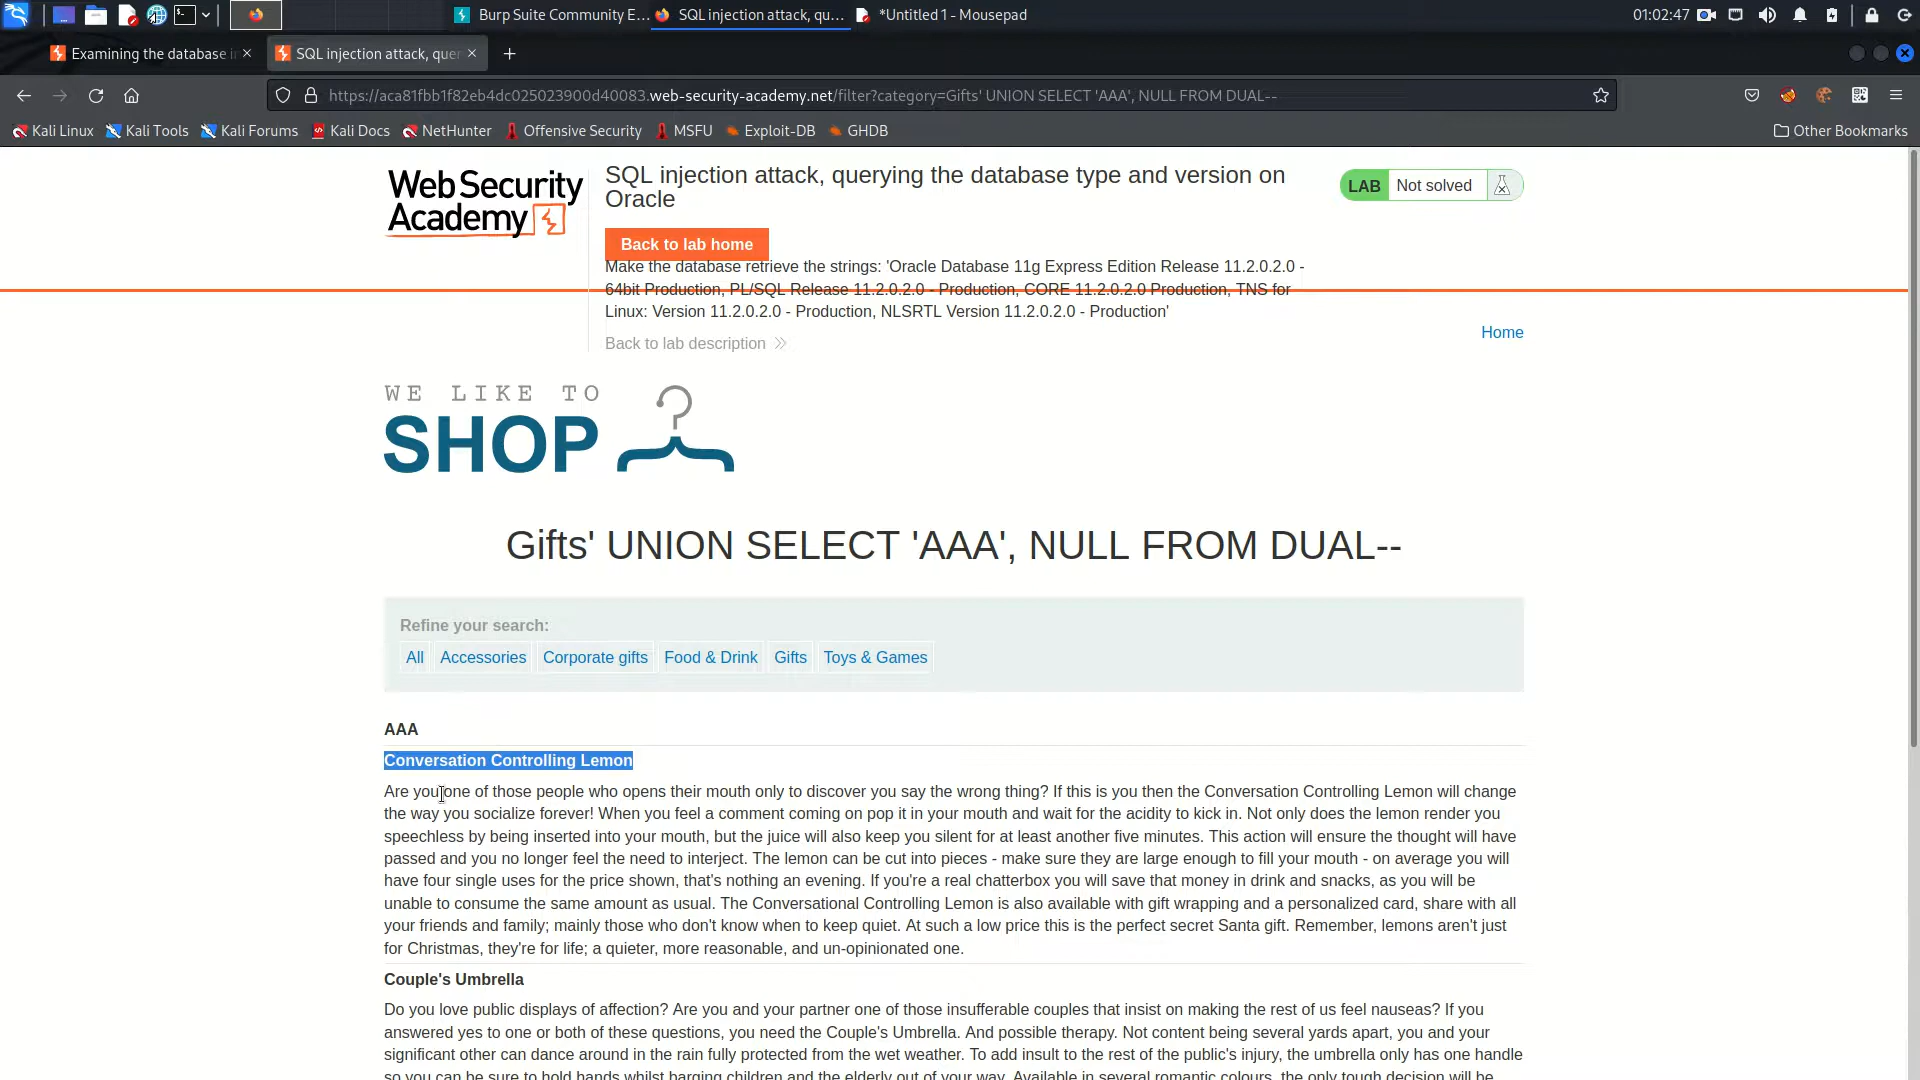 Burp Suite Community E...
SQL injection attack, qu...
*Untitled 1 - Mousepad
01:02:47
Examining the database i
SQL injection attack, quer
https://aca81fbb1f82eb4dc025023900d40083.web-security-academy.net/filter?category=Gifts' UNION SELECT 'AAA', NULL FROM DUAL--
Kali Linux Kali Tools Kali Forums Kali Docs NetHunter Offensive Security MSFU Exploit-DB GHDB Other Bookmarks
WebSecurity
Academy
SQL injection attack, querying the database type and version on
Oracle
LAB Not solved
Back to lab home
Make the database retrieve the strings: 'Oracle Database 11g Express Edition Release 11.2.0.2.0 -
64bit Production, PL/SQL Release 11.2.0.2.0 - Production, CORE 11.2.0.2.0 Production, TNS for
Linux: Version 11.2.0.2.0 - Production, NLSRTL Version 11.2.0.2.0 - Production'
Back to lab description
Home
WE LIKE TO
SHOP
Gifts' UNION SELECT 'AAA', NULL FROM DUAL--
Refine your search:
All Accessories Corporate gifts Food & Drink Gifts Toys & Games
AAA
Conversation Controlling Lemon
Are you one of those people who opens their mouth only to discover you say the wrong thing? If this is you then the Conversation Controlling Lemon will change
the way you socialize forever! When you feel a comment coming on pop it in your mouth and wait for the acidity to kick in. Not only does the lemon render you
speechless by being inserted into your mouth, but the juice will also keep you silent for at least another five minutes. This action will ensure the thought will have
passed and you no longer feel the need to interject. The lemon can be cut into pieces - make sure they are large enough to fill your mouth - on average you will
have four single uses for the price shown, that's nothing an evening. If you're a real chatterbox you will save that money in drink and snacks, as you will be
unable to consume the same amount as usual. The Conversational Controlling Lemon is also available with gift wrapping and a personalized card, share with all
your friends and family; mainly those who don't know when to keep quiet. At such a low price this is the perfect secret Santa gift. Remember, lemons aren't just
for Christmas, they're for life; a quieter, more reasonable, and un-opinionated one.
Couple's Umbrella
Do you love public displays of affection? Are you and your partner one of those insufferable couples that insist on making the rest of us feel nauseas? If you
answered yes to one or both of these questions, you need the Couple's Umbrella. And possible therapy. Not content being several yards apart, you and your
significant other can dance around in the rain fully protected from the wet weather. To add insult to the rest of the public's injury, the umbrella only has one handle
so you can be sure to hold hands whilst barging children and the elderly out of your way. Available in several romantic colours, the only tough decision will be